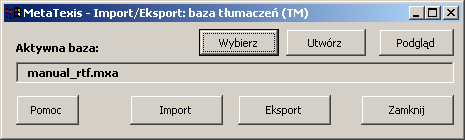 MetaTexis - Import/Eksport: baza tłumaczeń (TM)
Aktywna baza: Wybierz Utwórz Podgląd
manual_rtf.mxa
Pomoc Import Eksport Zamknij